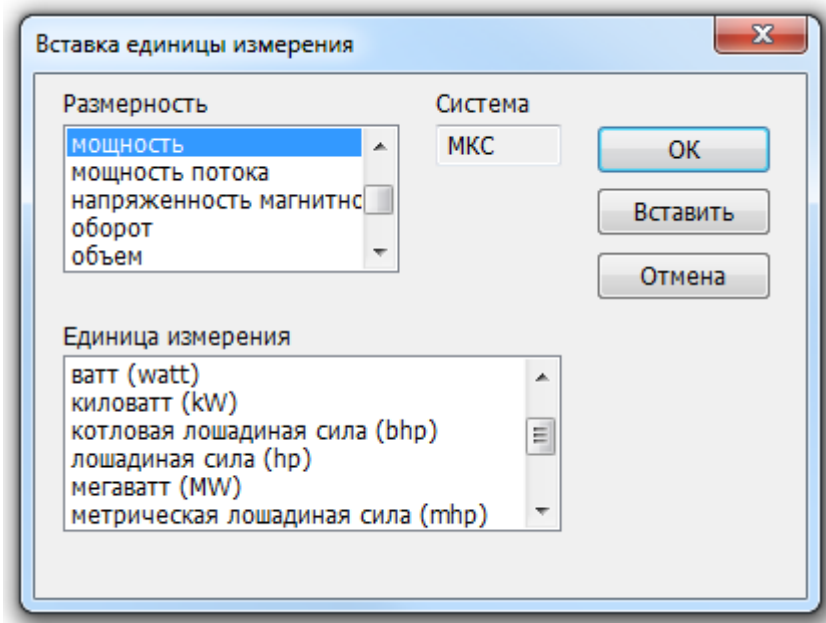 Вставка единицы измерения
Размерность
Система
мощность
мощность потока
напряженность магнитнс
оборот
объем
МКС
ОК
Вставить
Отмена
Единица измерения
ватт (watt)
киловатт (kW)
котловая лошадиная сила (bhp)
лошадиная сила (hp)
мегаватт (MW)
метрическая лошадиная сила (mhp)